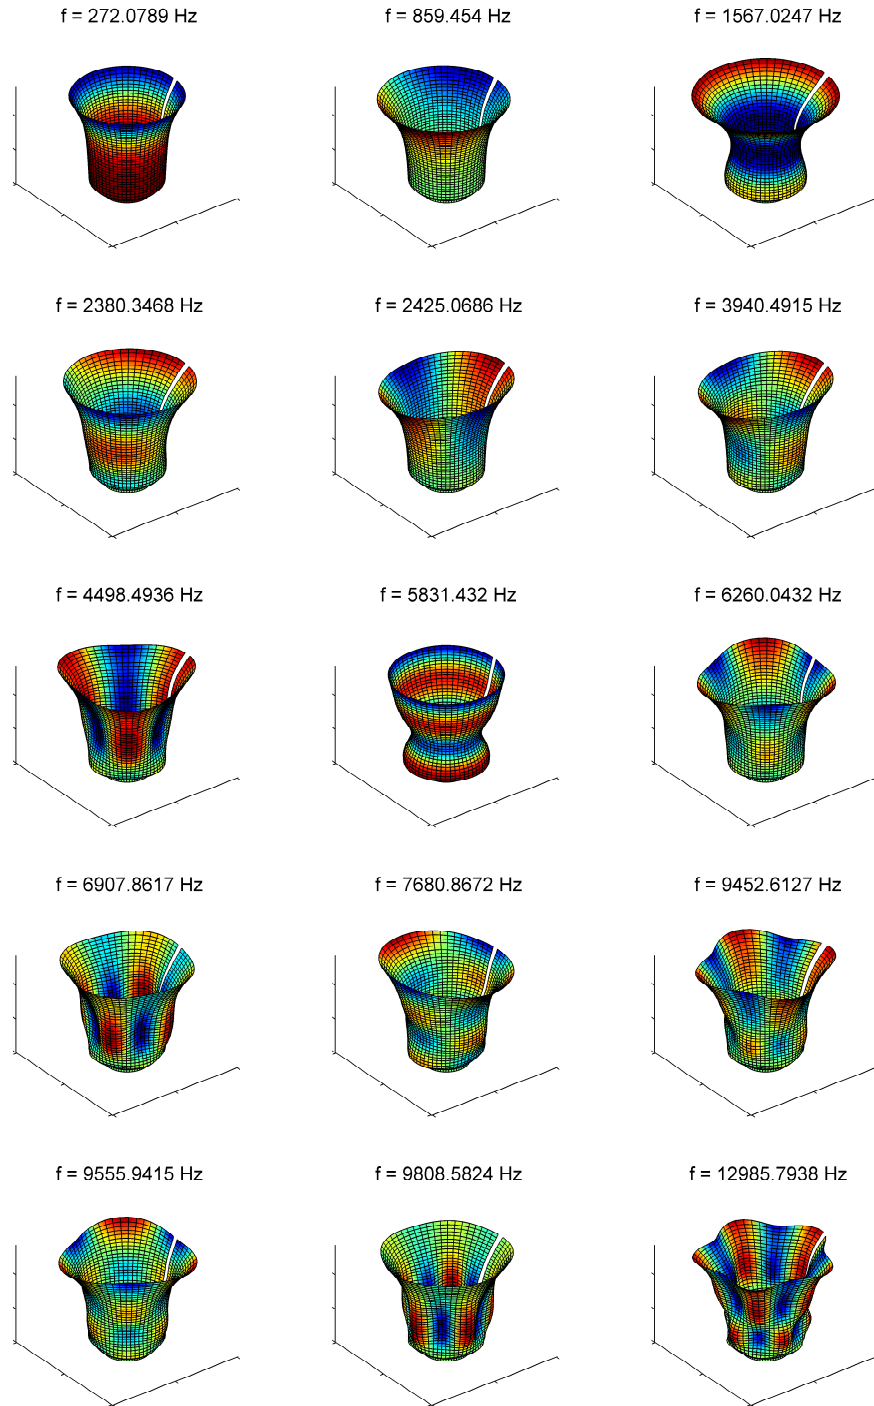 f = 272.0789 Hz
f = 859.454 Hz
f = 1567.0247 Hz
f = 2380.3468 Hz
f = 2425.0686 Hz
f = 3940.4915 Hz
f = 4498.4936 Hz
f = 5831.432 Hz
f = 6260.0432 Hz
f = 6907.8617 Hz
f = 7680.8672 Hz
f = 9452.6127 Hz
f = 9555.9415 Hz
f = 9808.5824 Hz
f = 12985.7938 Hz